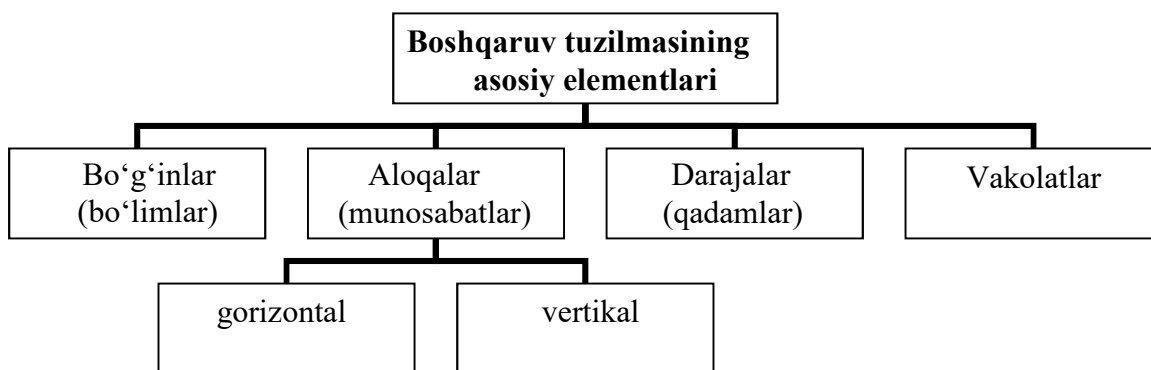 Boshqaruv tuzilmasining
asosiy elementlari
Bo‘g‘inlar
(bo‘limlar)
Aloqalar
(munosabatlar)
Darajalar
(qadamlar)
Vakolatlar
gorizontal
vertikal